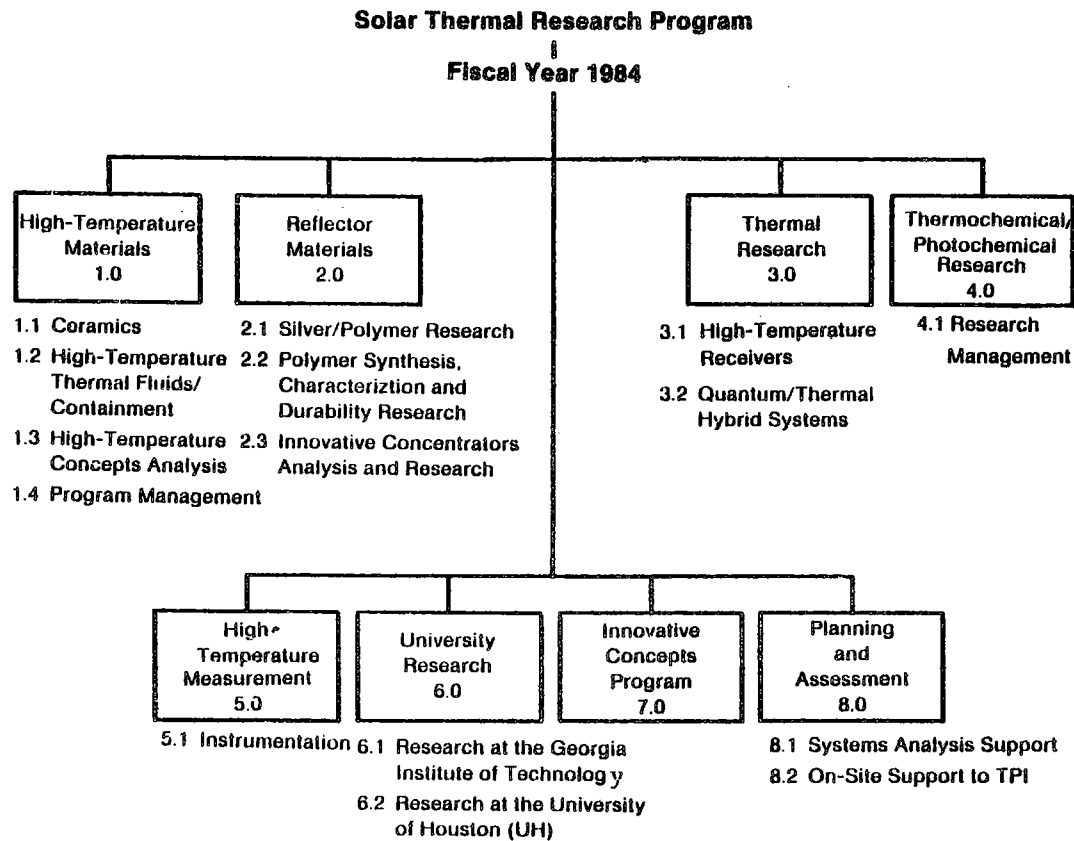 Solar Thermal Research Program
Fiscal Year 1984
High-Temperature
Materials
1.0
Reflector
Materials
2.0
Thermal
Research
3.0
Thermochemical/
Photochemical
Research
4.0
1.1 Coramics
1.2 High-Temperature
Thermal Fluids/
Containment
1.3 High-Temperature
Concepts Analysis
1.4 Program Management
2.1 Silver/Polymer Research
2.2 Polymer Synthesis,
Characteriztion and
Durability Research
2.3 Innovative Concentrators
Analysis and Research
3.1 High-Temperature
Receivers
3.2 Quantum/Thermal
Hybrid Systems
4.1 Research
Management
High-
Temperature
Measurement
5.0
University
Research
6.0
Innovative
Concepts
Program
7.0
Planning
and
Assessment
8.0
5.1 Instrumentation
6.1 Research at the Georgia
Institute of Technology
6.2 Research at the University
of Houston (UH)
8.1 Systems Analysis Support
8.2 On-Site Support to TPI